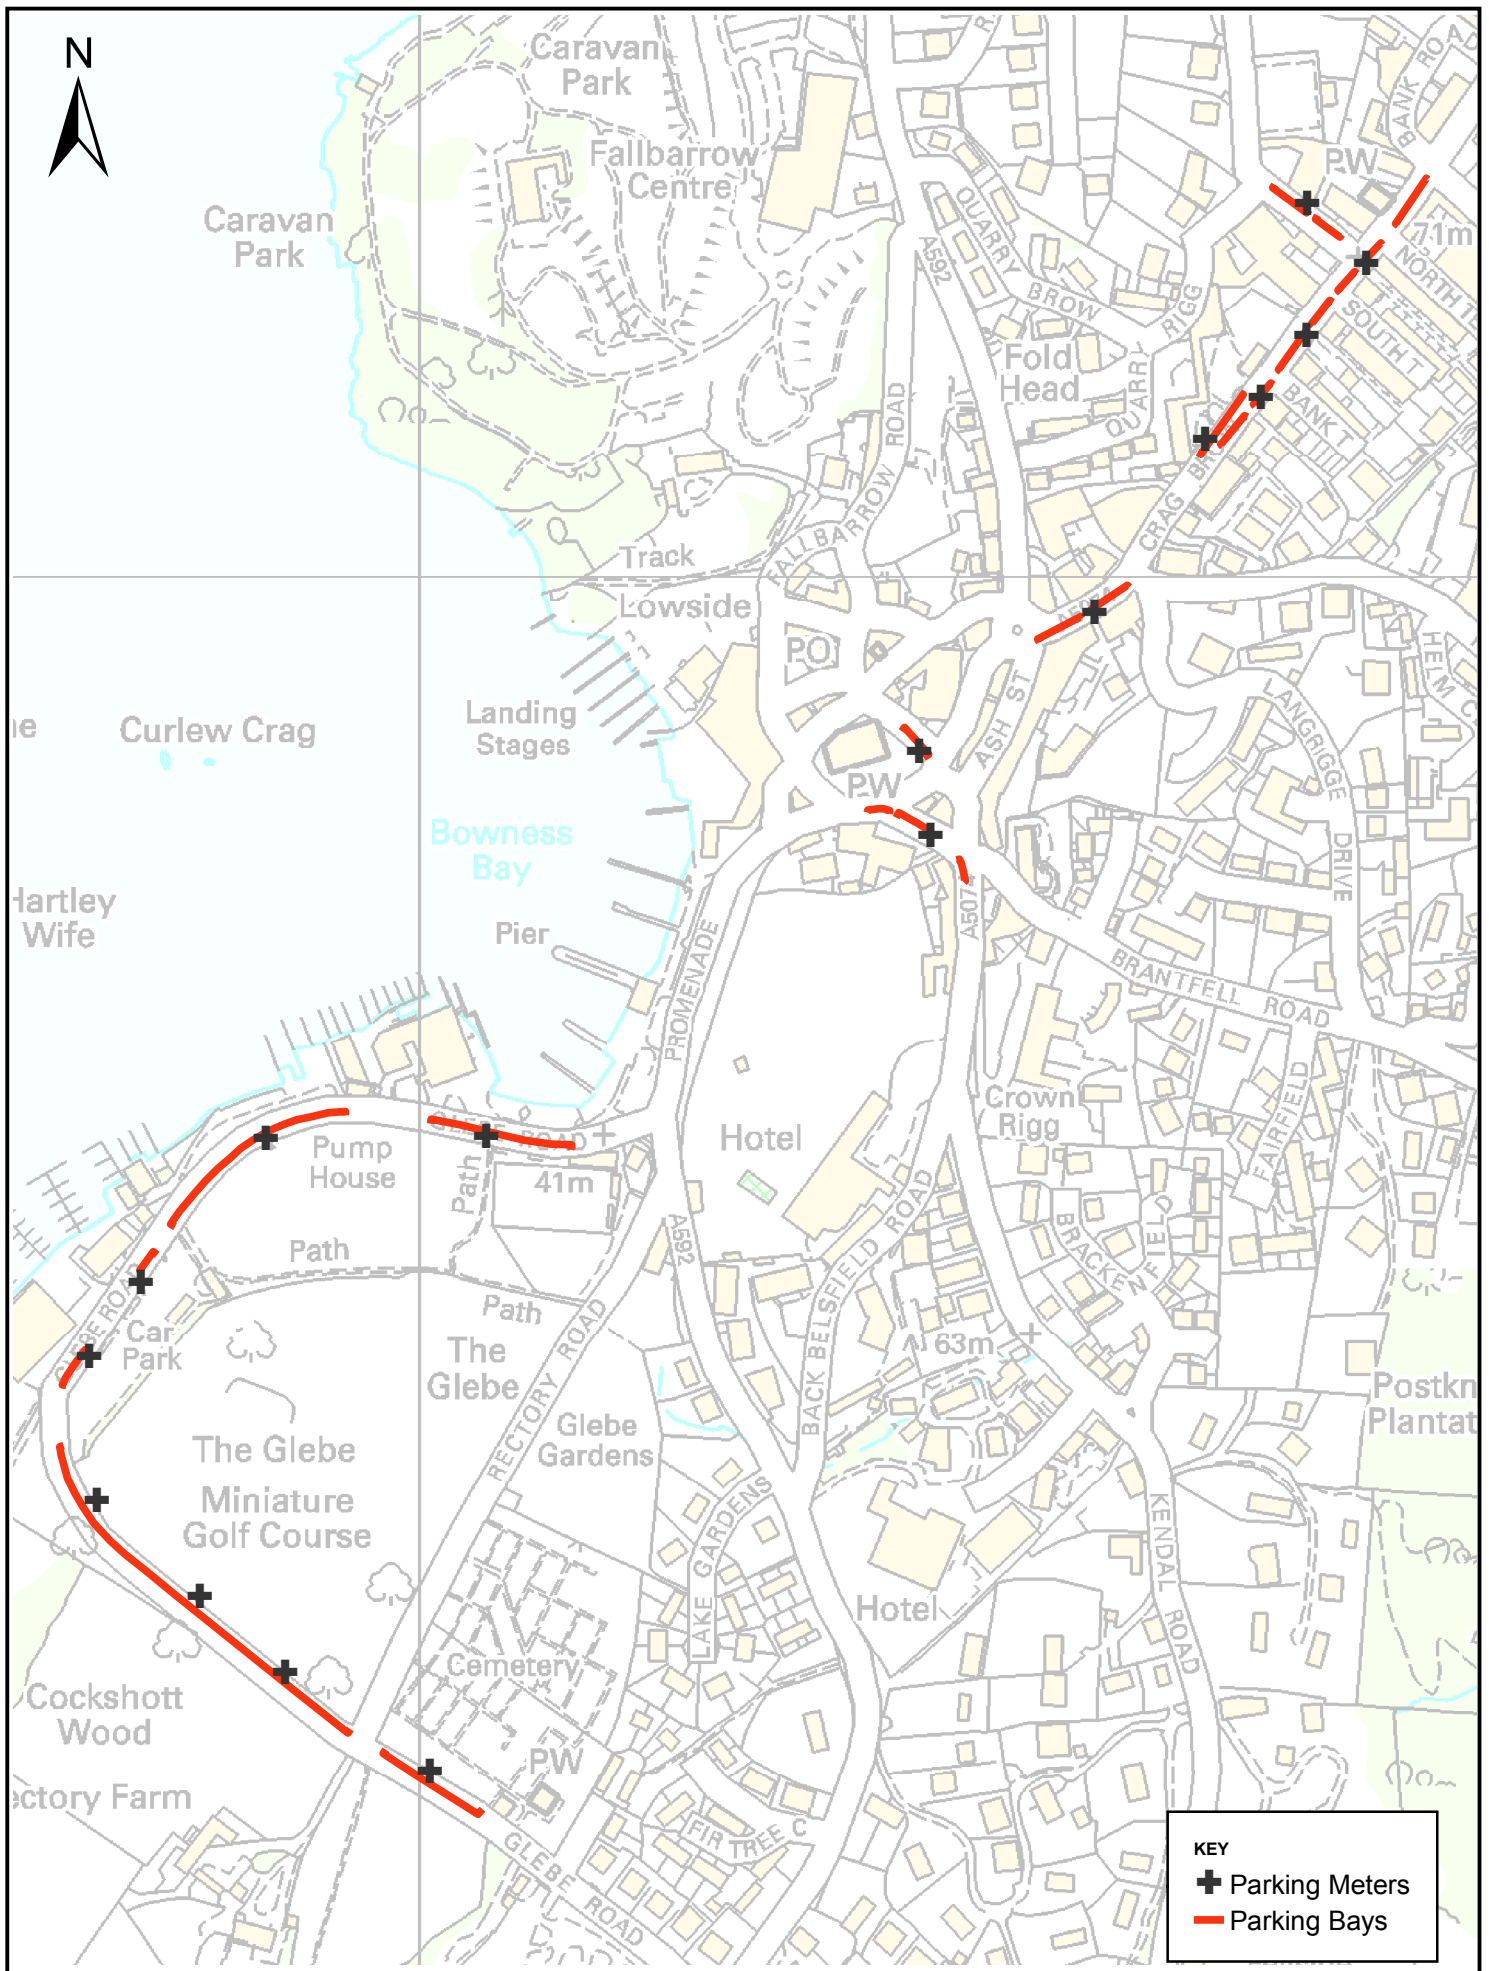 N
Caravan
Park
Fallbarrow
Centre
Caravan
Park
BANK ROAD
PW
71m
NORTH T
SOUTH T
BANK T
A592
QUARRY
BROW
RIGG
QUARRY
Fold
Head
ROAD
FALLBARROW
CRAG BROW
Track
Lowside
PO
Landing
Stages
Curlew Crag
ASH ST
PW
LANGRIGGE
DRIVE
HELM C
Bowness
Bay
Hartley
Wife
Pier
PROMENADE
A5074
BRANTFELL ROAD
Crown
Rigg
FAIRFIELD
GLEBE ROAD
Pump
House
Path
41m
Hotel
Path
Path
A592
GLEBE ROAD
Car
Park
The
Glebe
RECTORY ROAD
BACK BELSFIELD ROAD
BRACKENFIELD
63m
Glebe
Gardens
Postkn
Plantat
The Glebe
Miniature
Golf Course
LAKE GARDENS
KENDAL ROAD
Hotel
Cemetery
Cockshott
Wood
PW
ectory Farm
FIR TREE C
GLEBE ROAD
KEY
Parking Meters
Parking Bays